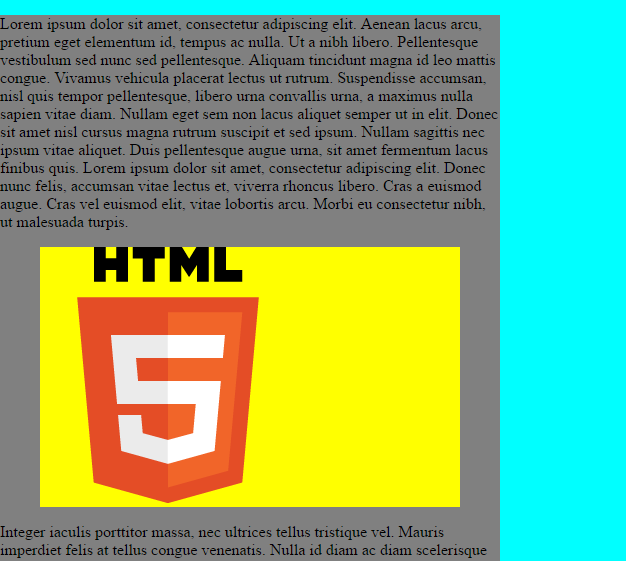 Lorem ipsum dolor sit amet, consectetur adipiscing elit. Aenean lacus arcu,
pretium eget elementum id, tempus ac nulla. Ut a nibh libero. Pellentesque
vestibulum sed nunc sed pellentesque. Aliquam tincidunt magna id leo mattis
congue. Vivamus vehicula placerat lectus ut rutrum. Suspendisse accumsan,
nisl quis tempor pellentesque, libero urna convallis urna, a maximus nulla
sapien vitae diam. Nullam eget sem non lacus aliquet semper ut in elit. Donec
sit amet nisl cursus magna rutrum suscipit et sed ipsum. Nullam sagittis nec
ipsum vitae aliquet. Duis pellentesque augue urna, sit amet fermentum lacus
finibus quis. Lorem ipsum dolor sit amet, consectetur adipiscing elit. Donec
nunc felis, accumsan vitae lectus et, viverra rhoncus libero. Cras a euismod
augue. Cras vel euismod elit, vitae lobortis arcu. Morbi eu consectetur nibh,
ut malesuada turpis.
HTML
5
Integer iaculis porttitor massa, nec ultrices tellus tristique vel. Mauris
imperdiet felis at tellus congue venenatis. Nulla id diam ac diam scelerisque